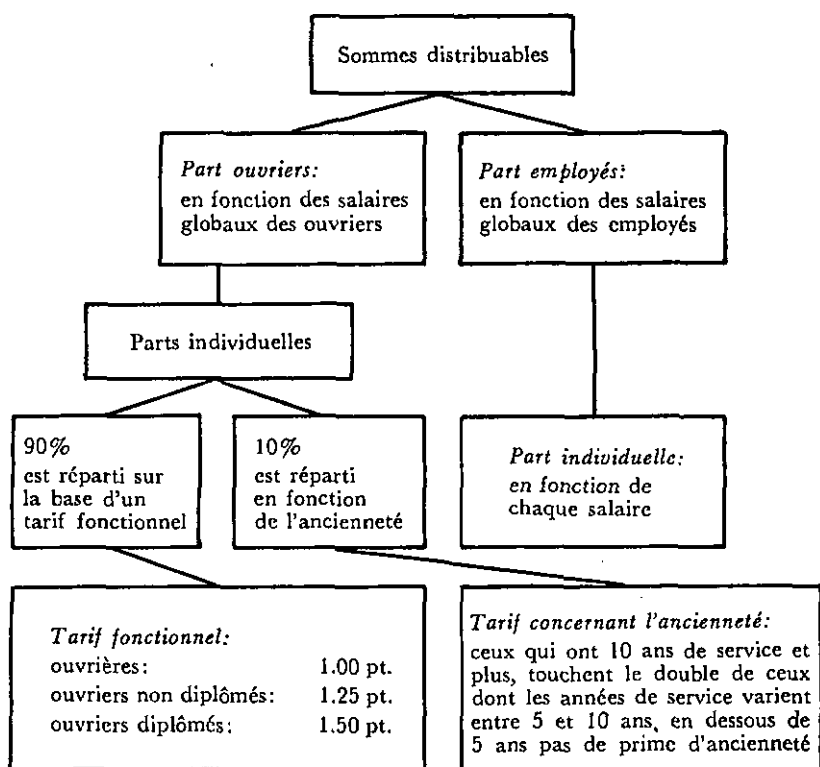 Sommes distribuables
Part ouvriers:
en fonction des salaires
globaux des ouvriers
Part employés:
en fonction des salaires
globaux des employés
Parts individuelles
90%
est réparti sur
la base d'un
tarif fonctionnel
10%
est réparti
en fonction
de l'ancienneté
Part individuelle:
en fonction de
chaque salaire
Tarif fonctionnel:
ouvrières: 1.00 pt.
ouvriers non diplômés: 1.25 pt.
ouvriers diplômés: 1.50 pt.
Tarif concernant l'ancienneté:
ceux qui ont 10 ans de service et
plus, touchent le double de ceux
dont les années de service varient
entre 5 et 10 ans, en dessous de
5 ans pas de prime d'ancienneté